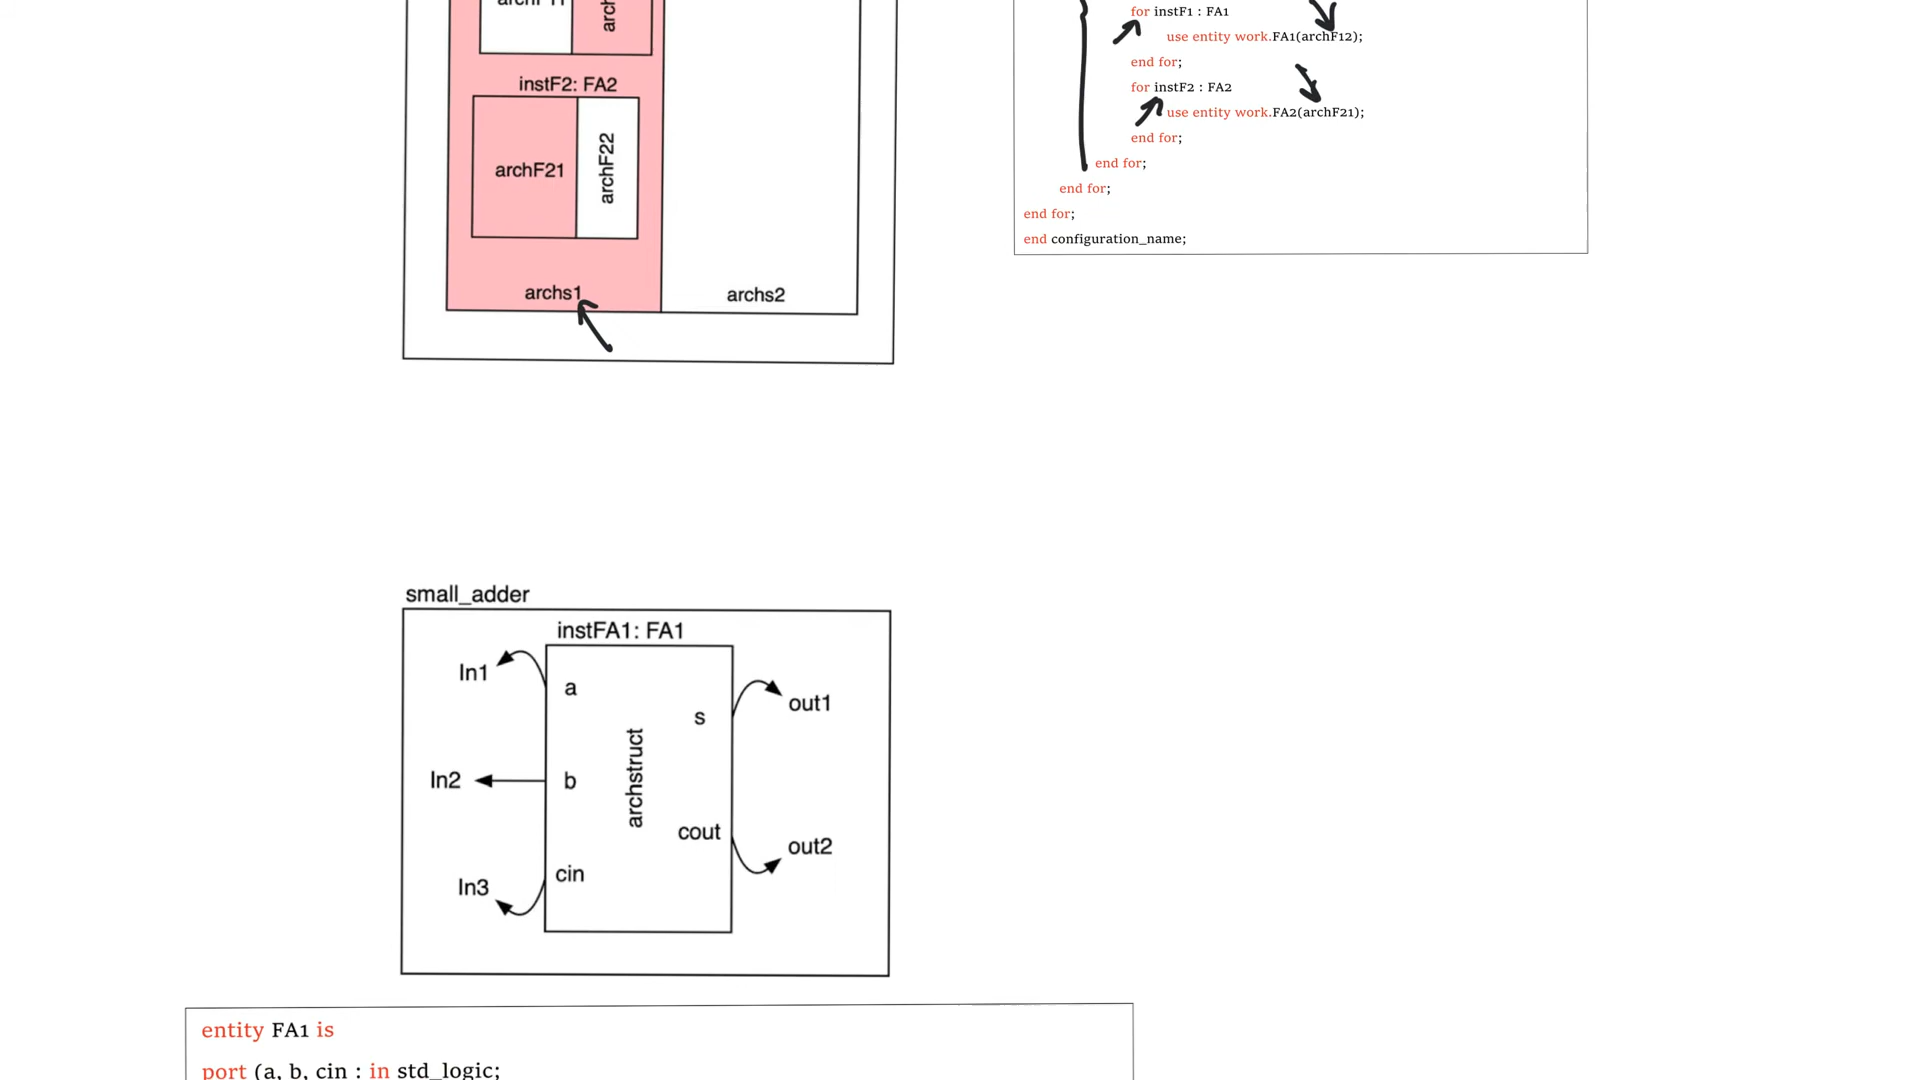 archF11
arch
instF2: FA2
archF21
archF22
archs1
archs2
for instF1 : FA1
use entity work.FA1(archF12);
end for;
for instF2 : FA2
use entity work.FA2(archF21);
end for;
end for;
end for;
end for;
end configuration_name;
small_adder
instFA1: FA1
In1
a
s
out1
In2
b
archstruct
cout
out2
In3
cin
entity FA1 is
port (a, b, cin : in std_logic;